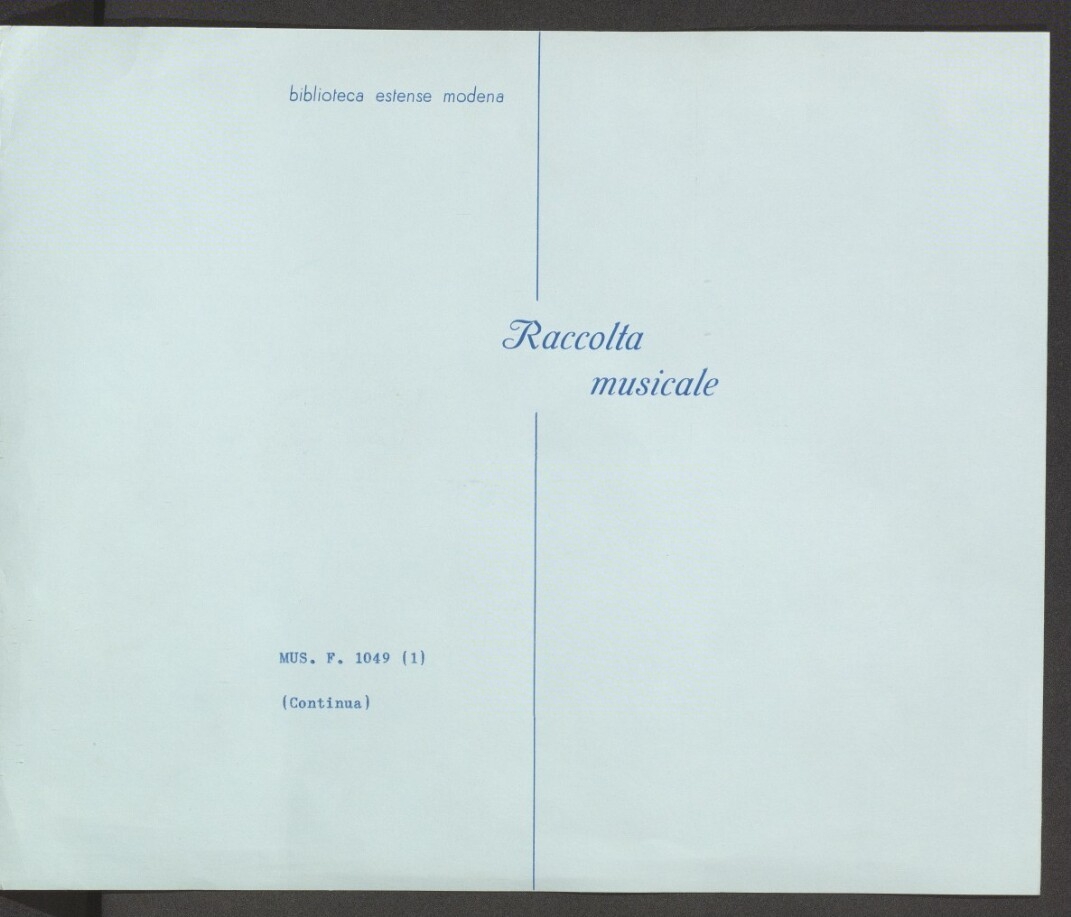 biblioteca estense modena
Raccolta
musicale
MUS. F. 1049 (1)
(Continua)